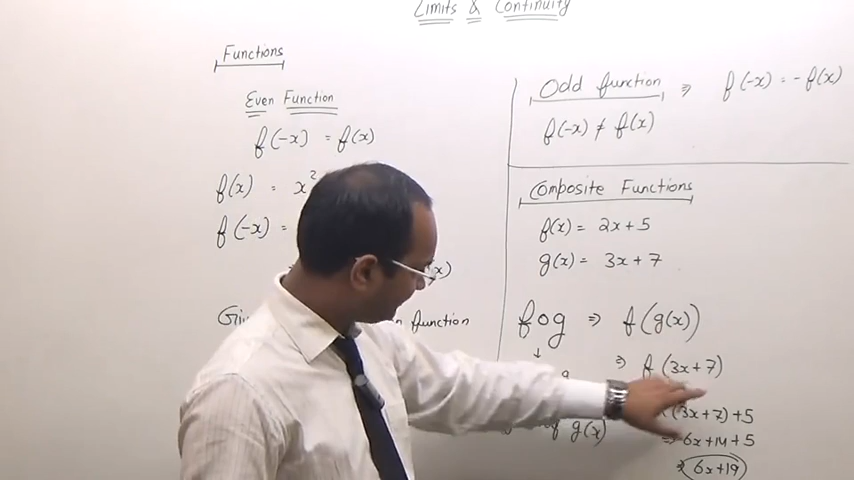 Limits & Continuity
Functions
Even Function
f(-x) = f(x)
f(x) = x²
f(-x) =
x)
function
Odd function ⇒ f(-x) = -f(x)
f(-x) ≠ f(x)
Composite Functions
f(x) = 2x+5
g(x) = 3x+7
fog ⇒ f(g(x))
↓ ⇒ f(3x+7)
(3x+7)+5
g(x) ⇒ 6x+14+5
⇒ 6x+19